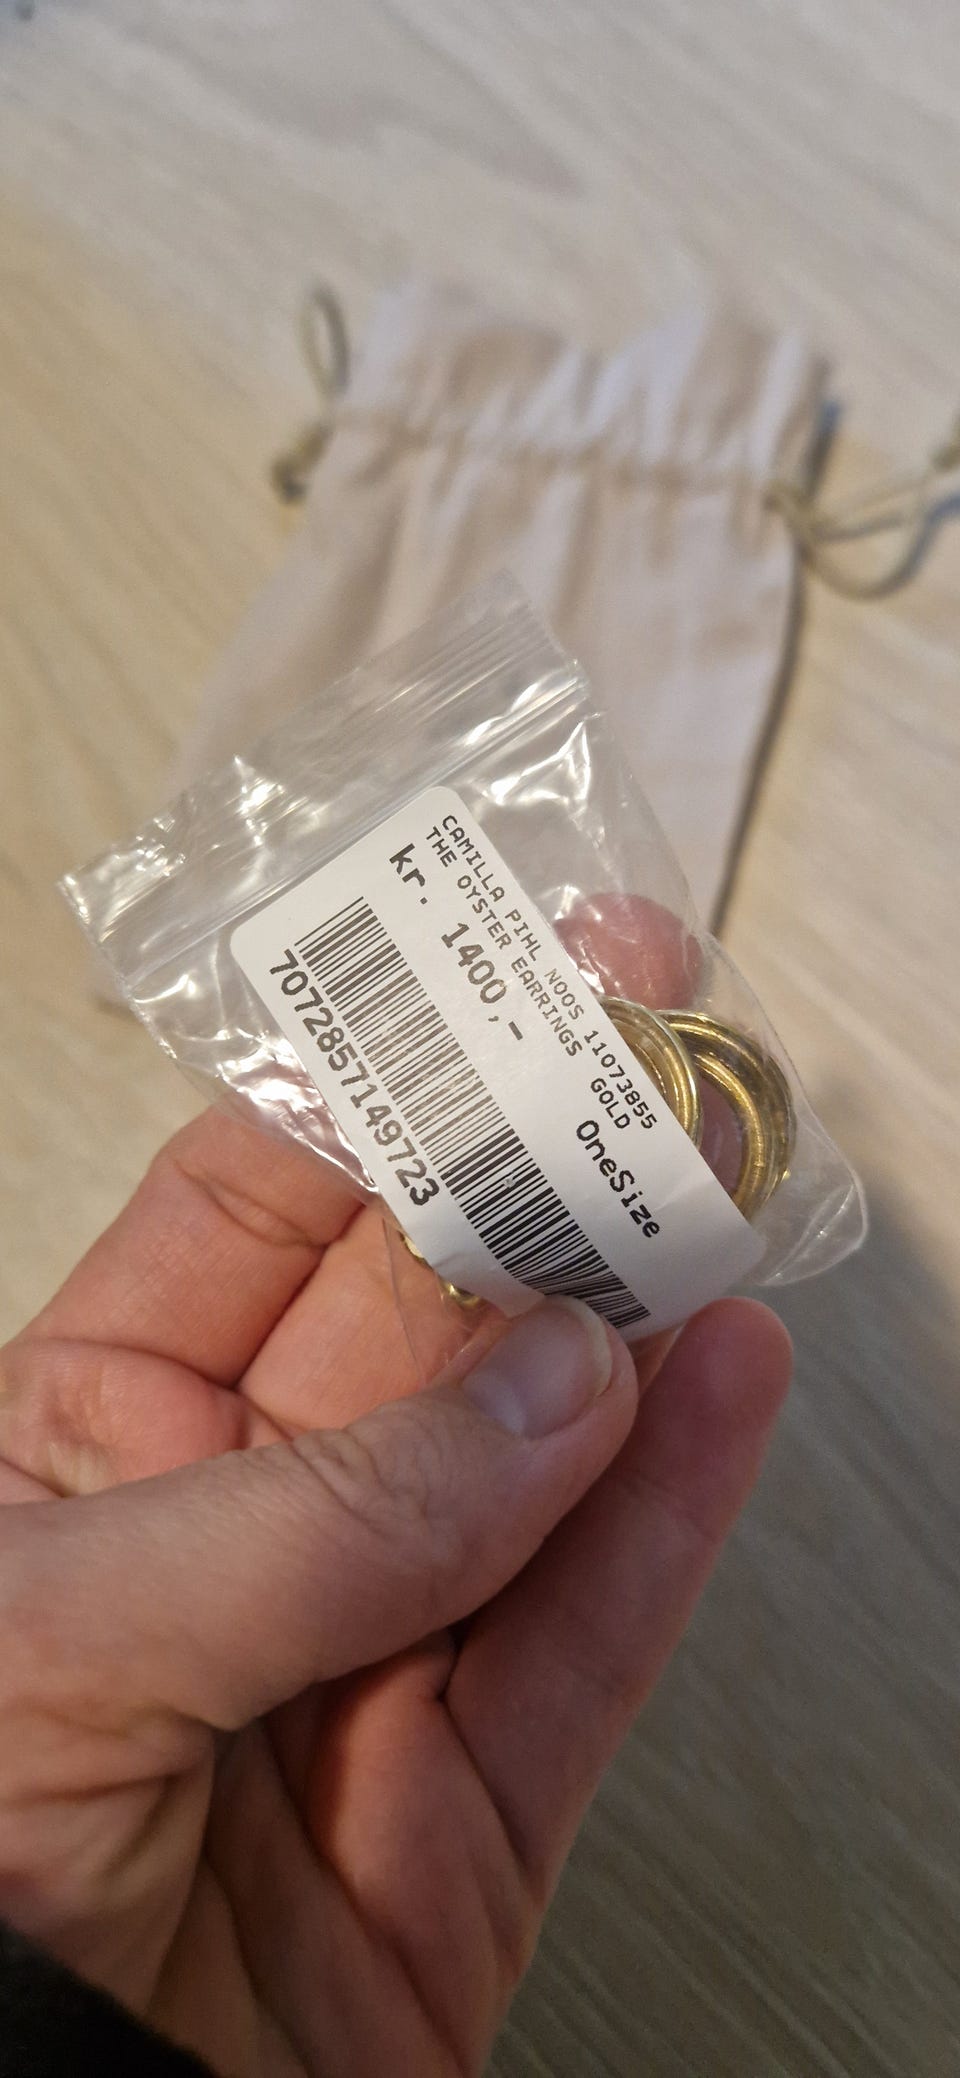 CAMILLA PIHL NOOS 11073855
THE OYSTER EARRINGS GOLD
kr. 1400,- OneSize
7072857149723